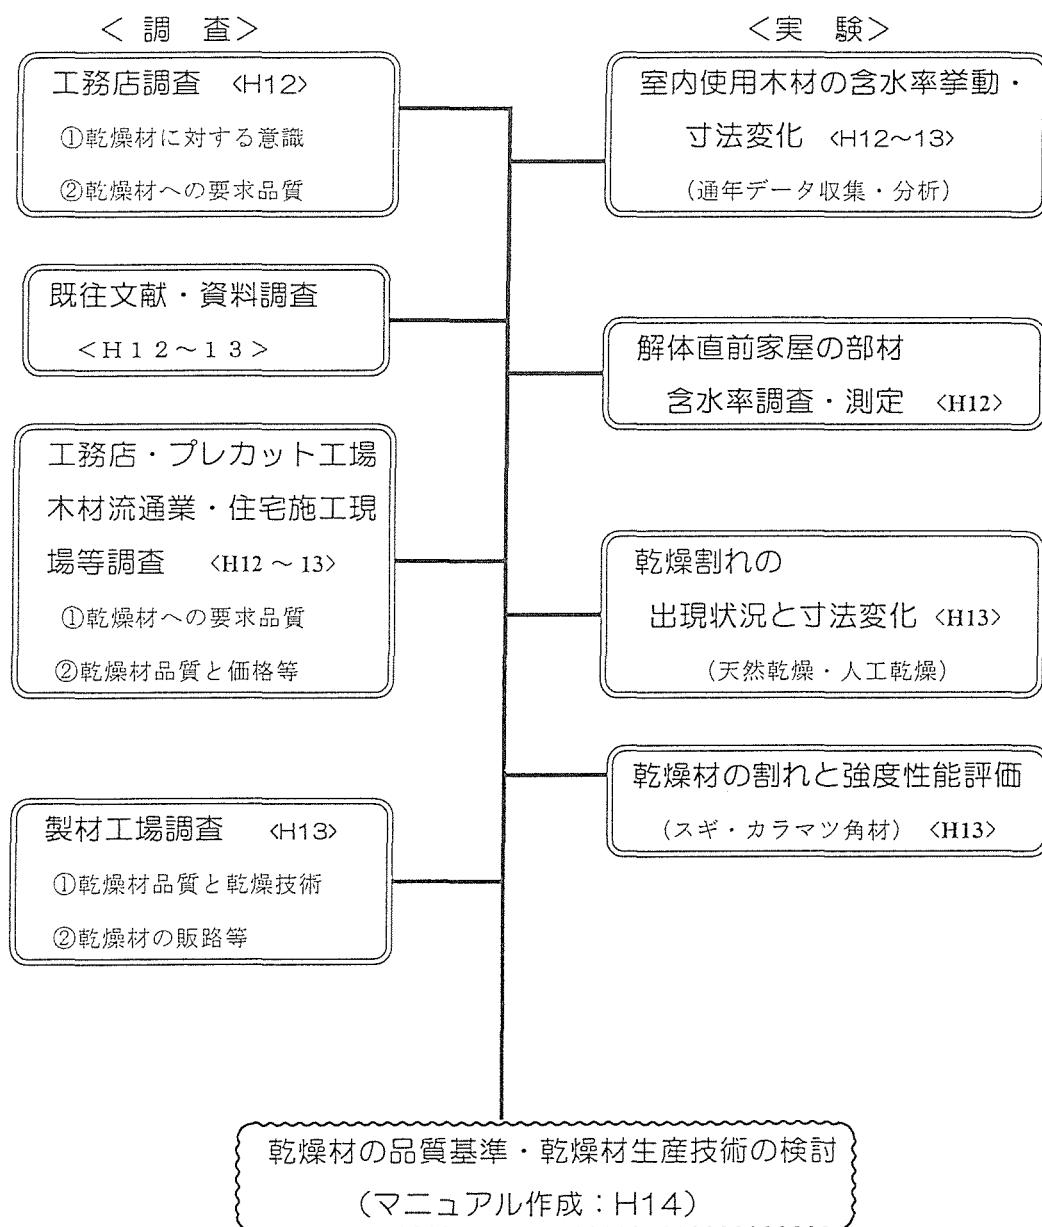 ＜ 調　査＞
工務店調査　<H12>
①乾燥材に対する意識
②乾燥材への要求品質
既往文献・資料調査
＜Ｈ１２～１３＞
工務店・プレカット工場
木材流通業・住宅施工現
場等調査　<H12 ～ 13>
①乾燥材への要求品質
②乾燥材品質と価格等
製材工場調査　<H13>
①乾燥材品質と乾燥技術
②乾燥材の販路等
＜実　験＞
室内使用木材の含水率挙動・
寸法変化　<H12～13>
（通年データ収集・分析）
解体直前家屋の部材
含水率調査・測定　<H12>
乾燥割れの
出現状況と寸法変化 <H13>
（天然乾燥・人工乾燥）
乾燥材の割れと強度性能評価
（スギ・カラマツ角材） <H13>
乾燥材の品質基準・乾燥材生産技術の検討
（マニュアル作成：H14）